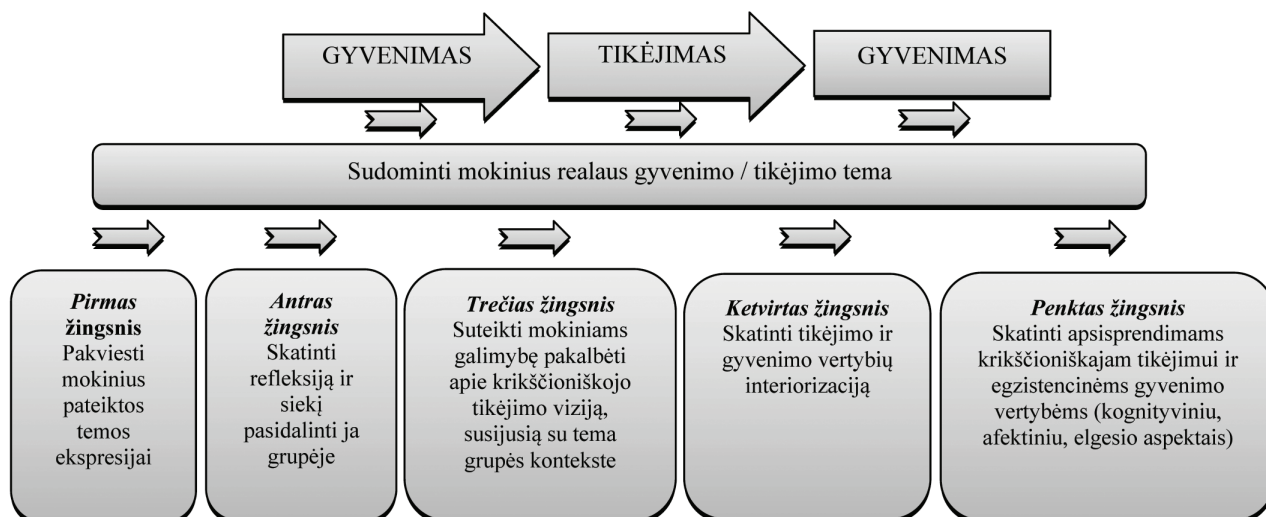 GYVENIMAS
TIKĖJIMAS
GYVENIMAS
Sudominti mokinius realaus gyvenimo / tikėjimo tema
Pirmas
žingsnis
Pakviesti
mokinius
pateiktos
temos
ekspresijai
Antras
žingsnis
Skatinti
refleksiją ir
siekį
pasidalinti ja
grupėje
Trečias žingsnis
Suteikti mokiniams
galimybę pakalbėti
apie krikščioniškojo
tikėjimo viziją,
susijusią su tema
grupės kontekste
Ketvirtas žingsnis
Skatinti tikėjimo ir
gyvenimo vertybių
interiorizaciją
Penktas žingsnis
Skatinti apsisprendimams
krikščioniškajam tikėjimui ir
egzistencinėms gyvenimo
vertybėms (kognityviniu,
afektiniu, elgesio aspektais)